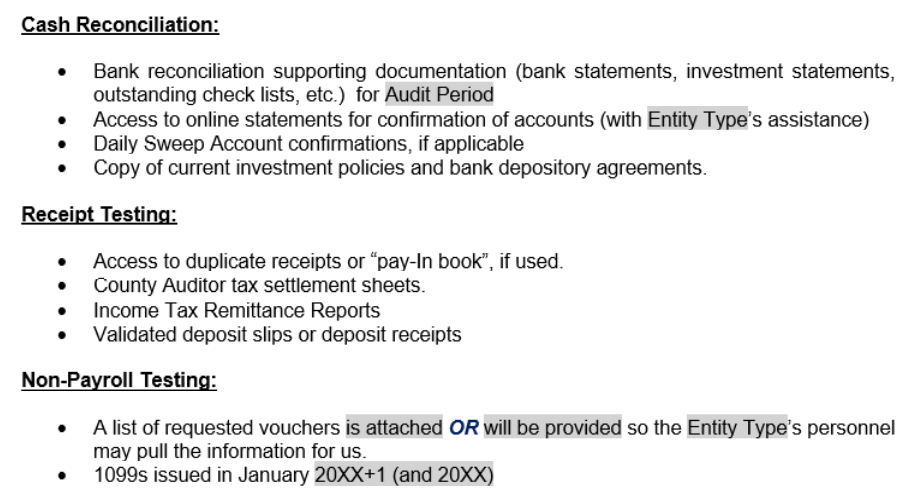 Cash Reconciliation:
• Bank reconciliation supporting documentation (bank statements, investment statements,
outstanding check lists, etc.) for Audit Period
• Access to online statements for confirmation of accounts (with Entity Type's assistance)
• Daily Sweep Account confirmations, if applicable
• Copy of current investment policies and bank depository agreements.
Receipt Testing:
• Access to duplicate receipts or “pay-In book”, if used.
• County Auditor tax settlement sheets.
• Income Tax Remittance Reports
• Validated deposit slips or deposit receipts
Non-Payroll Testing:
• A list of requested vouchers is attached OR will be provided so the Entity Type's personnel
may pull the information for us.
• 1099s issued in January 20XX+1 (and 20XX)